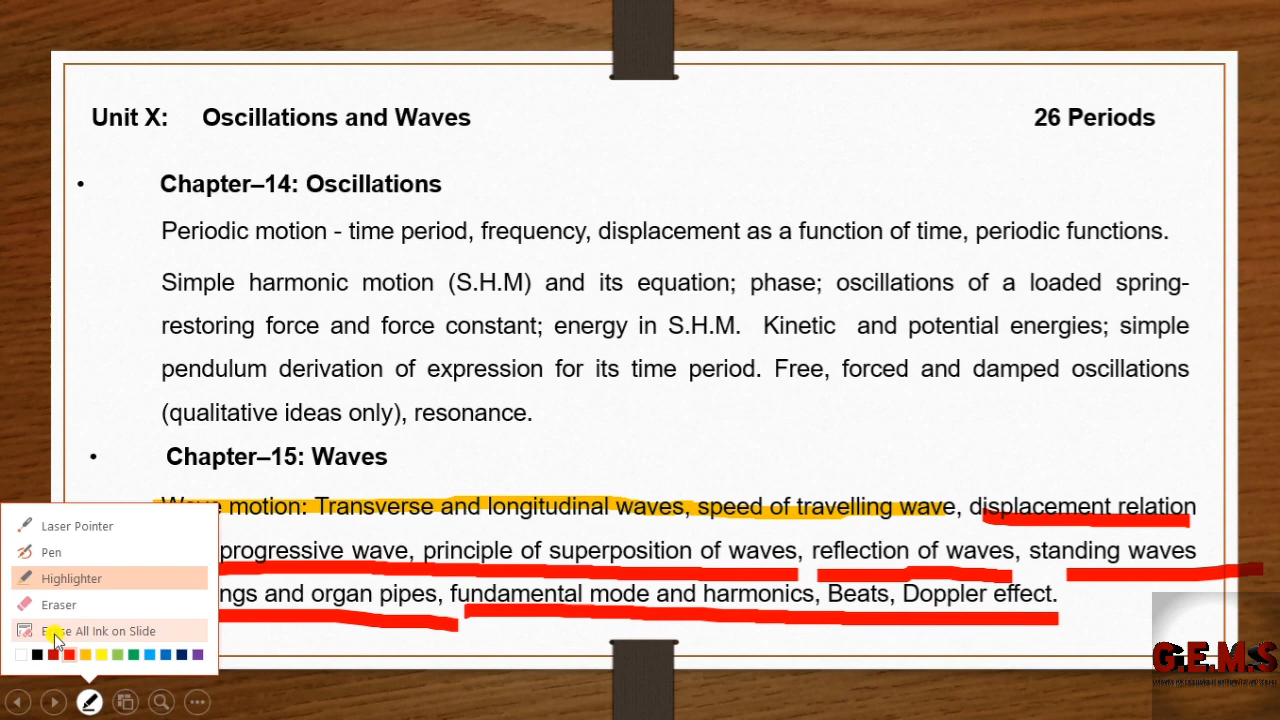 Unit X: Oscillations and Waves 26 Periods
• Chapter–14: Oscillations
Periodic motion - time period, frequency, displacement as a function of time, periodic functions.
Simple harmonic motion (S.H.M) and its equation; phase; oscillations of a loaded spring-
restoring force and force constant; energy in S.H.M. Kinetic and potential energies; simple
pendulum derivation of expression for its time period. Free, forced and damped oscillations
(qualitative ideas only), resonance.
• Chapter–15: Waves
Wave motion: Transverse and longitudinal waves, speed of travelling wave, displacement relation
progressive wave, principle of superposition of waves, reflection of waves, standing waves
ngs and organ pipes, fundamental mode and harmonics, Beats, Doppler effect.
Laser Pointer
Pen
Highlighter
Eraser
Erase All Ink on Slide
G.E.M.S